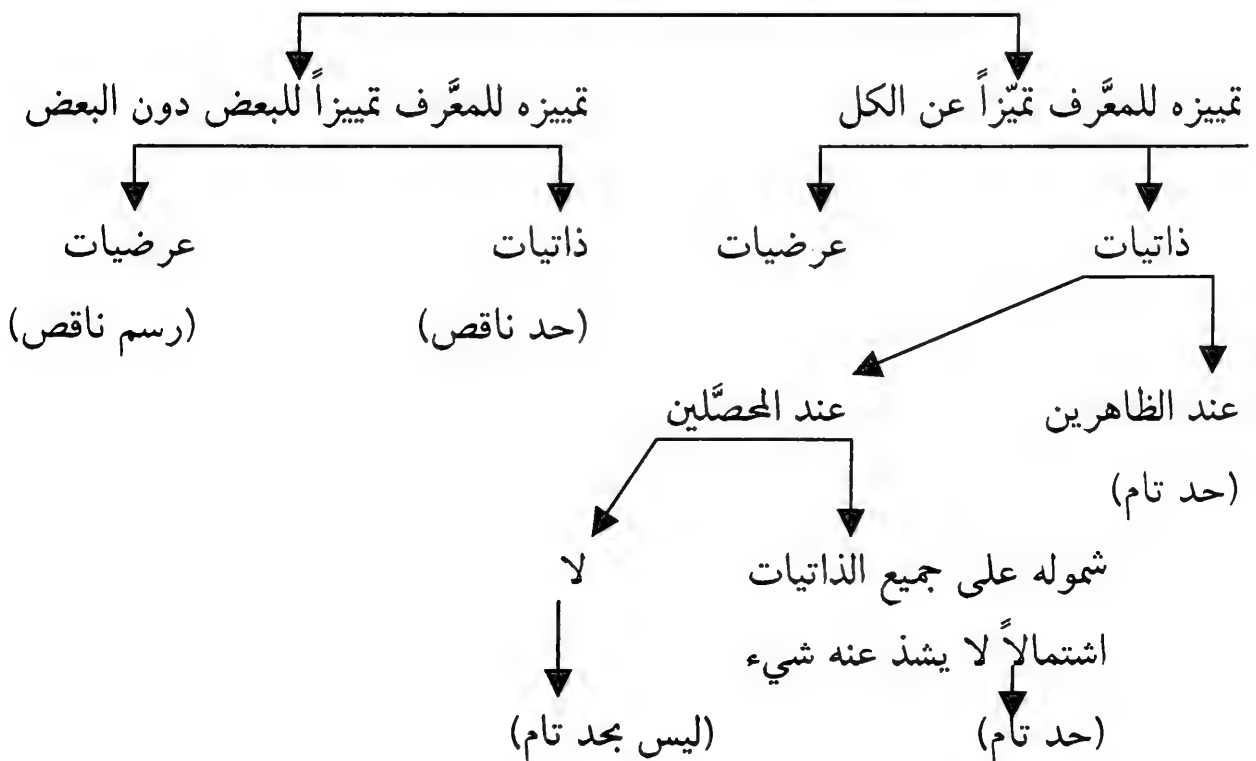 تمييزه للمعَّرف تميّزاً عن الكل
تمييزه للمعَّرف تمييزاً للبعض دون البعض
ذاتيات
عرضيات
ذاتيات
عرضيات
(حد ناقص)
(رسم ناقص)
عند الظاهرين
عند المحصَّلين
(حد تام)
شموله على جميع الذاتيات
لا
اشتمالاً لا يشذ عنه شيء
(حد تام)
(ليس بحد تام)